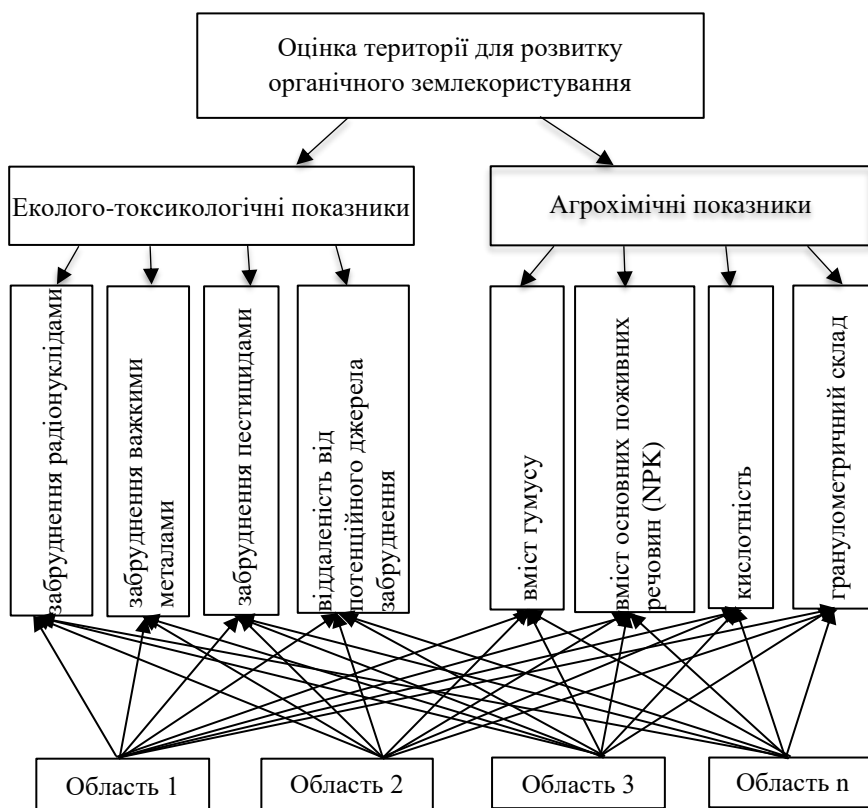 Оцінка території для розвитку
органічного землекористування
Еколого-токсикологічні показники
Агрохімічні показники
забруднення радіонуклідами
забруднення важкими
металами
забруднення пестицидами
віддаленість від
потенційного джерела
забруднення
вміст гумусу
вміст основних поживних
речовин (NPK)
кислотність
гранулометричний склад
Область 1
Область 2
Область 3
Область n